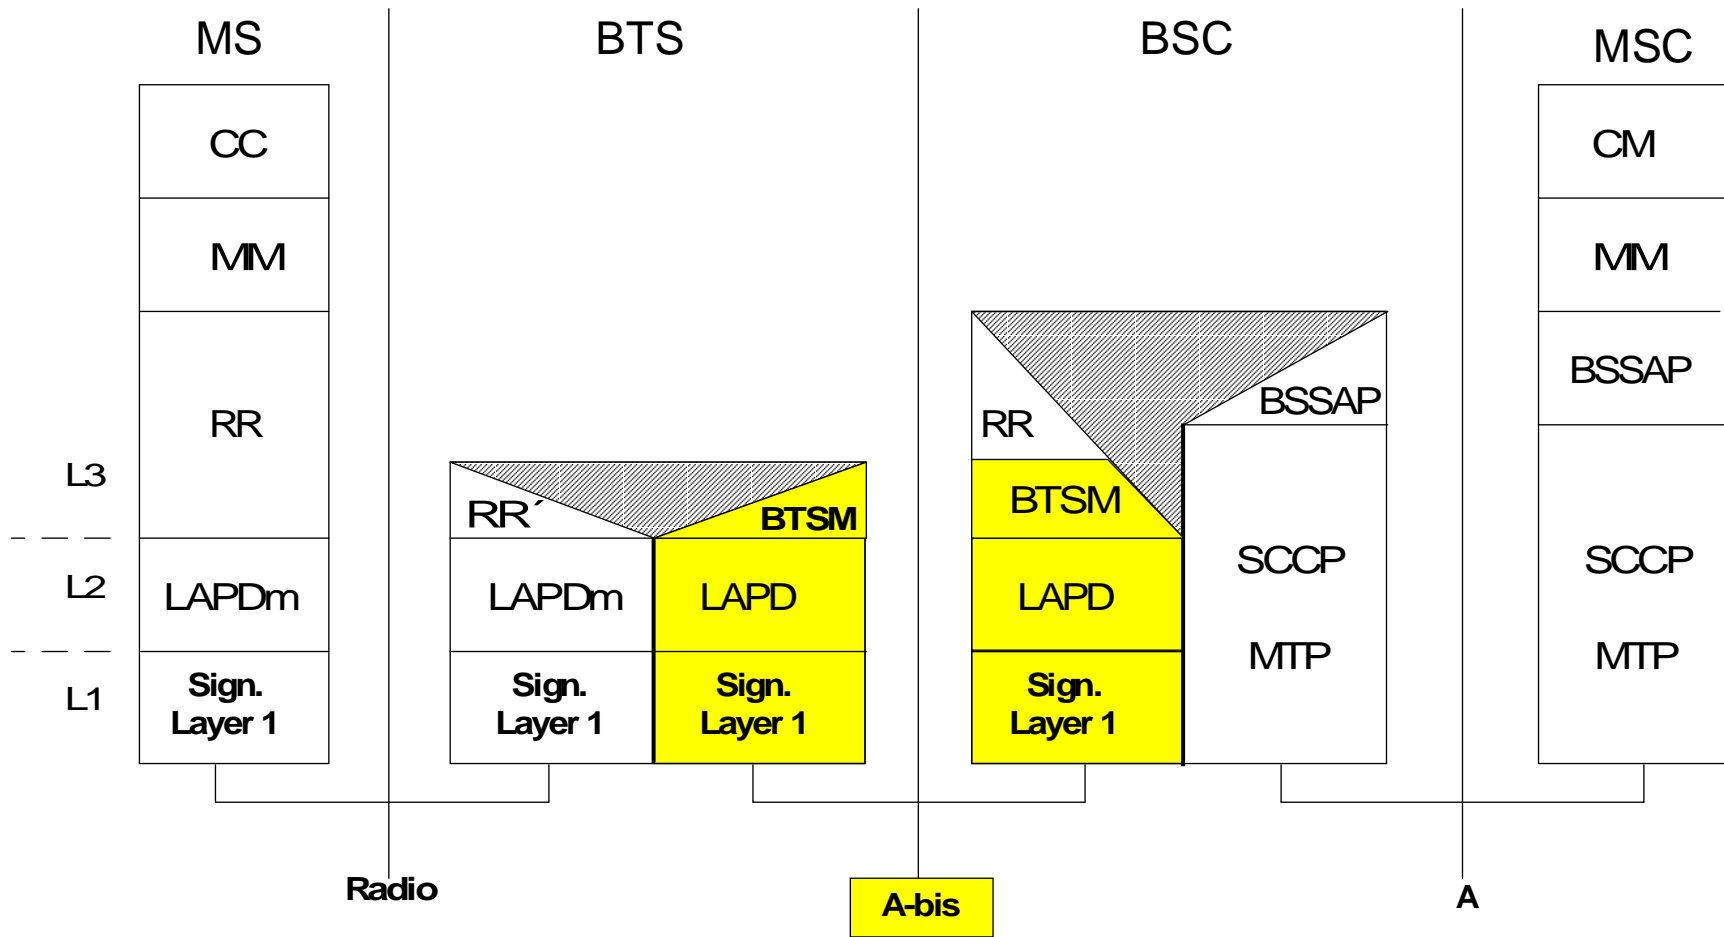 MS
BTS
BSC
MSC
CC
CM
MM
MM
BSSAP
BSSAP
RR
RR
L3
BTSM
RR´
BTSM
SCCP
SCCP
L2
LAPDm
LAPDm
LAPD
LAPD
MTP
MTP
L1
Sign.
Layer 1
Sign.
Layer 1
Sign.
Layer 1
Sign.
Layer 1
Radio
A-bis
A